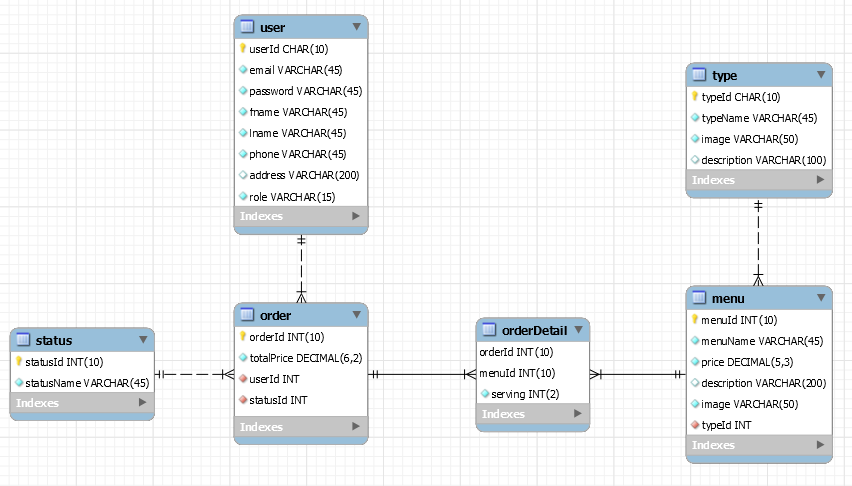 user
userId CHAR(10)
email VARCHAR(45)
password VARCHAR(45)
fname VARCHAR(45)
lname VARCHAR(45)
phone VARCHAR(45)
address VARCHAR(200)
role VARCHAR(15)
Indexes
type
typeId CHAR(10)
typeName VARCHAR(45)
image VARCHAR(50)
description VARCHAR(100)
Indexes
status
statusId INT(10)
statusName VARCHAR(45)
Indexes
order
orderId INT(10)
totalPrice DECIMAL(6,2)
userId INT
statusId INT
Indexes
orderDetail
orderId INT(10)
menuId INT(10)
serving INT(2)
Indexes
menu
menuId INT(10)
menuName VARCHAR(45)
price DECIMAL(5,3)
description VARCHAR(200)
image VARCHAR(50)
typeId INT
Indexes